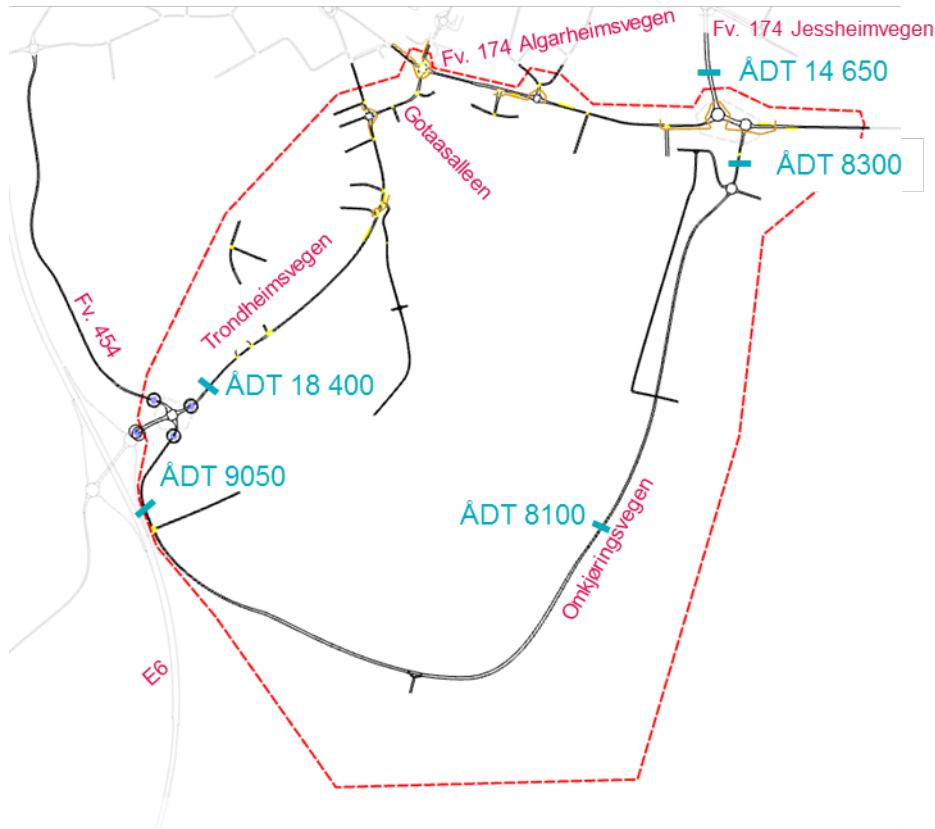 Fv. 174 Algarheimsvegen
Fv. 174 Jessheimvegen
ÅDT 14 650
Gotaasalleen
ÅDT 8300
Trondheimsvegen
Fv. 454
ÅDT 18 400
ÅDT 9050
ÅDT 8100
Omkjøringsvegen
E6